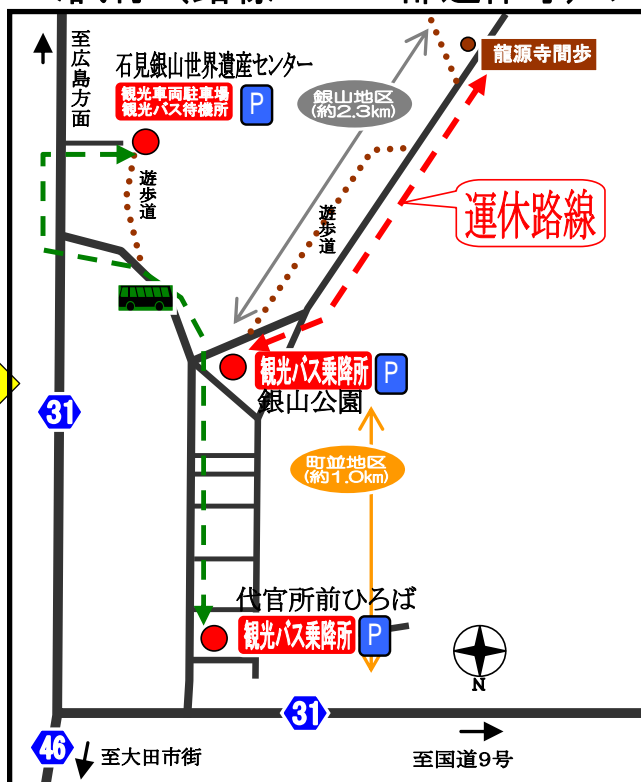 至広島方面
石見銀山世界遺産センター
観光車両駐車場
観光バス待機所
P
龍源寺間歩
銀山地区
(約2.3km)
遊歩道
遊歩道
運休路線
観光バス乗降所
P
銀山公園
31
町並地区
(約1.0km)
代官所前ひろば
観光バス乗降所
P
N
31
46
至大田市街
至国道9号